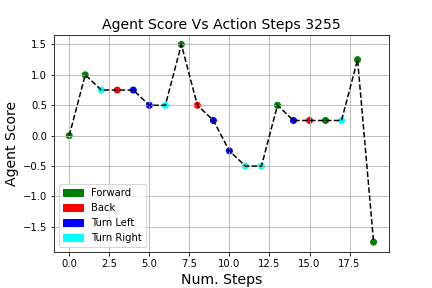 Agent Score Vs Action Steps 3255
1.5
1.0
0.5
0.0
−0.5
−1.0
−1.5
Agent Score
Forward
Back
Turn Left
Turn Right
0.0 2.5 5.0 7.5 10.0 12.5 15.0 17.5
Num. Steps